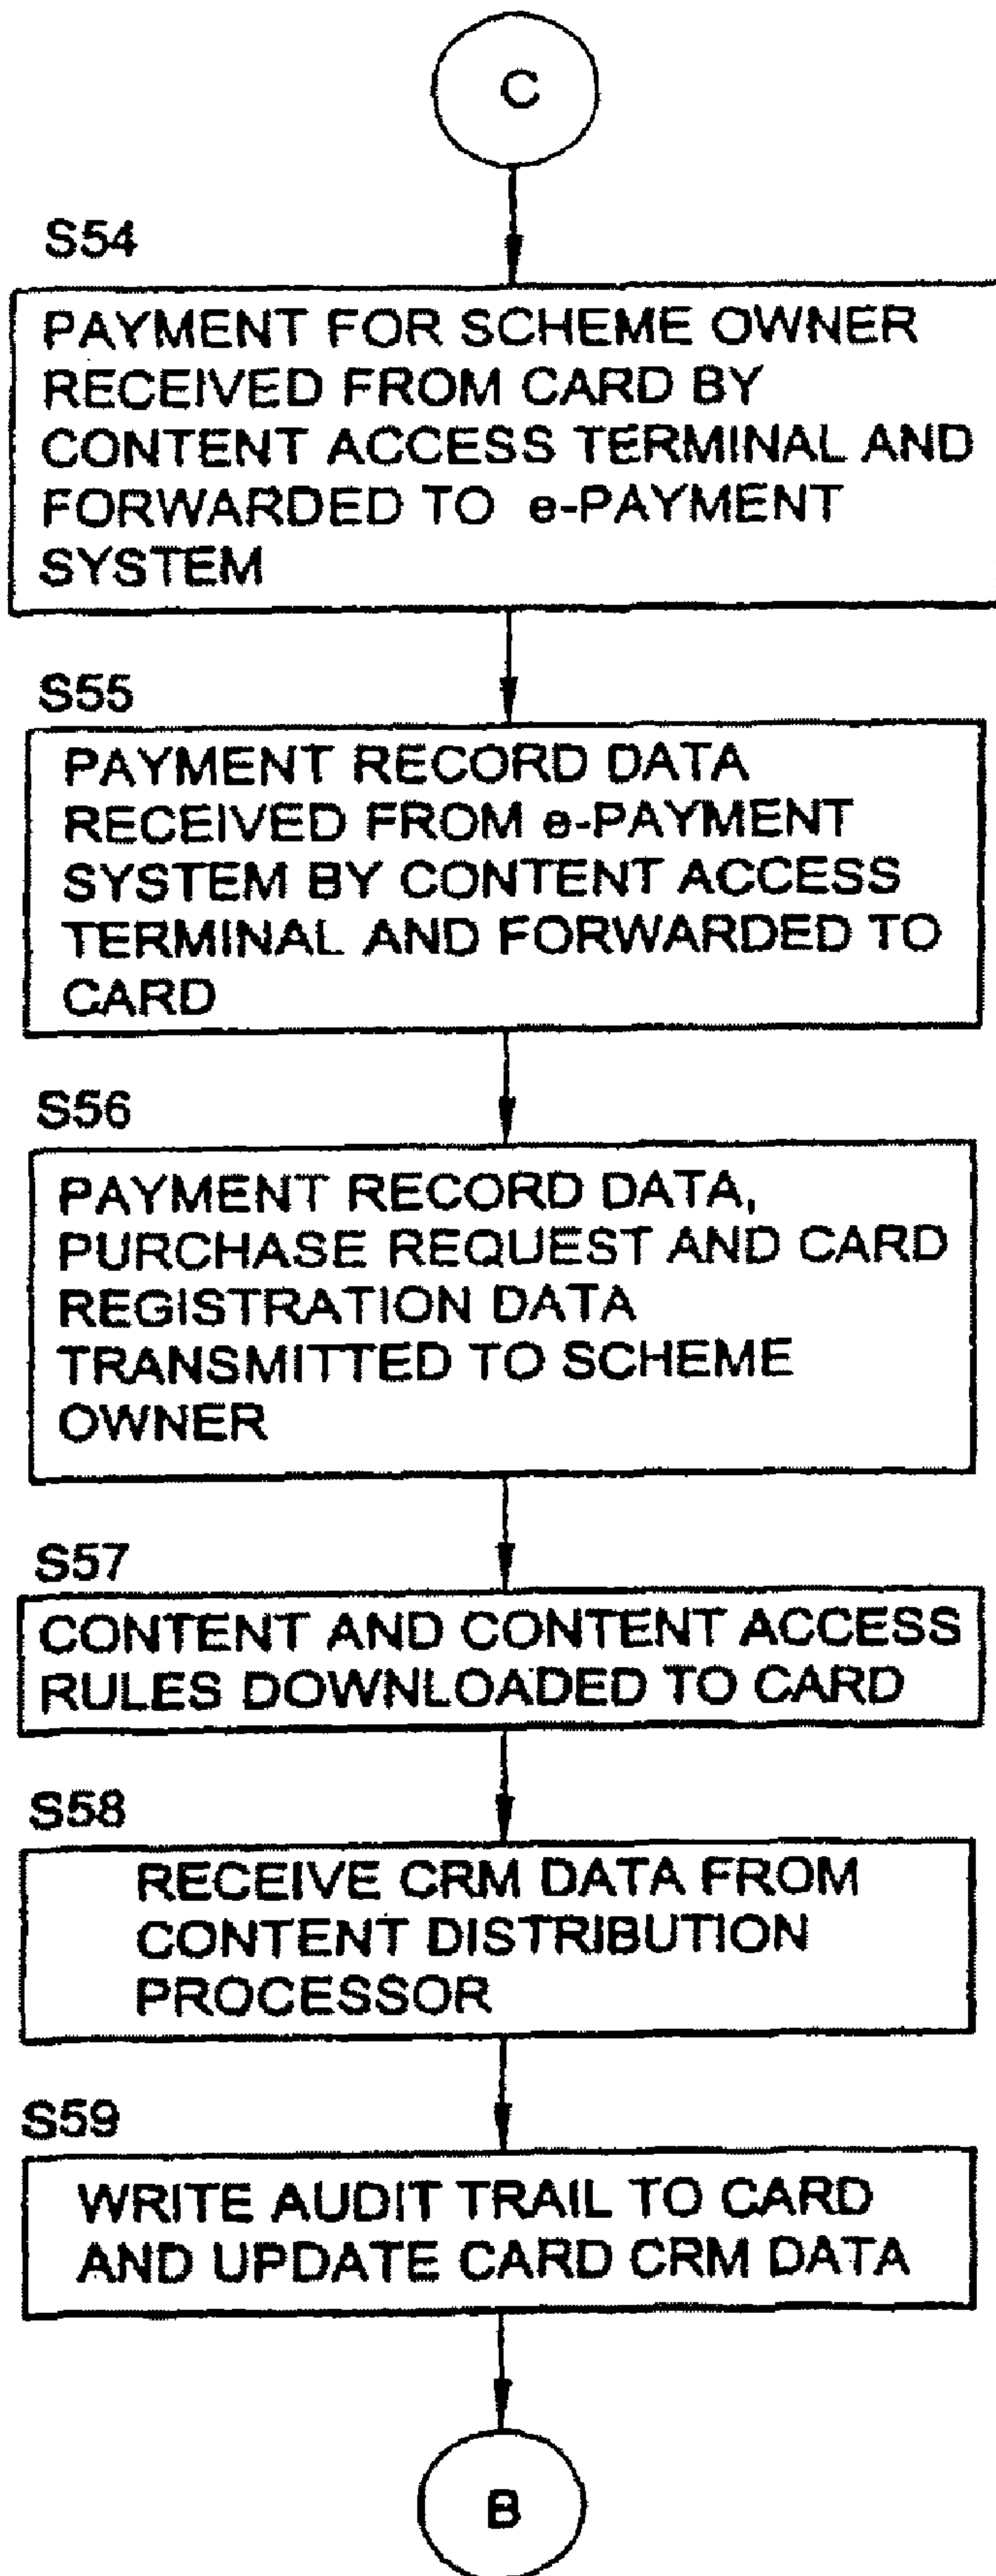 C
S54
PAYMENT FOR SCHEME OWNER
RECEIVED FROM CARD BY
CONTENT ACCESS TERMINAL AND
FORWARDED TO e-PAYMENT
SYSTEM
S55
PAYMENT RECORD DATA
RECEIVED FROM e-PAYMENT
SYSTEM BY CONTENT ACCESS
TERMINAL AND FORWARDED TO
CARD
S56
PAYMENT RECORD DATA,
PURCHASE REQUEST AND CARD
REGISTRATION DATA
TRANSMITTED TO SCHEME
OWNER
S57
CONTENT AND CONTENT ACCESS
RULES DOWNLOADED TO CARD
S58
RECEIVE CRM DATA FROM
CONTENT DISTRIBUTION
PROCESSOR
S59
WRITE AUDIT TRAIL TO CARD
AND UPDATE CARD CRM DATA
B